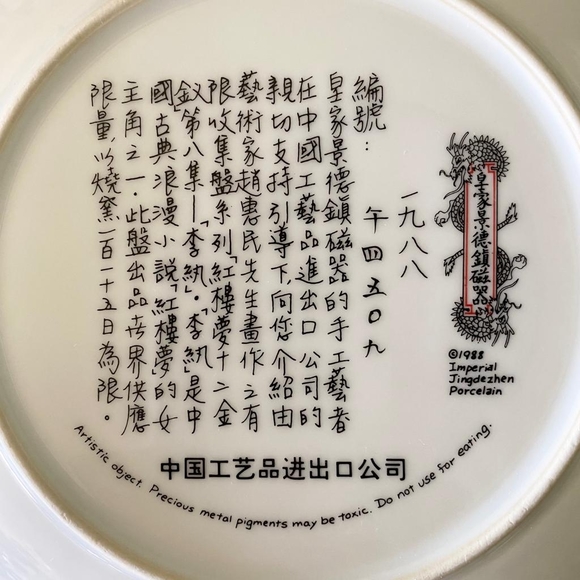 皇家景德鎮磁器
©1988
Imperial
Jingdezhen
Porcelain
一九八八
午四五0九
編號：
皇家景德鎮磁器的手工藝者
在中國工藝品進出口公司的
親切支持引導下,向您介紹由
藝術家趙惠民先生畫作之有
限收集盤系列「紅樓夢十二金
釵」第八集—「李紈」。「李紈」是中
國古典浪漫小說「紅樓夢」的女
主角之一.此盤出品世界供應
限量,以燒窯一百一十五日為限。
中国工艺品进出口公司
Artistic object. Precious metal pigments may be toxic. Do not use for eating.